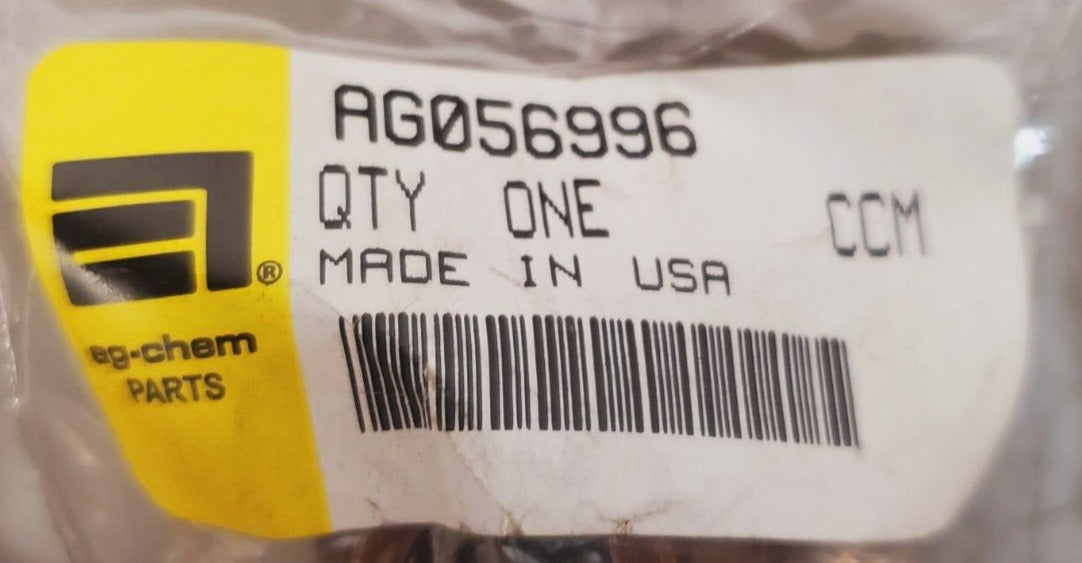 AG056996
QTY ONE CCM
MADE IN USA
®
ag-chem
PARTS